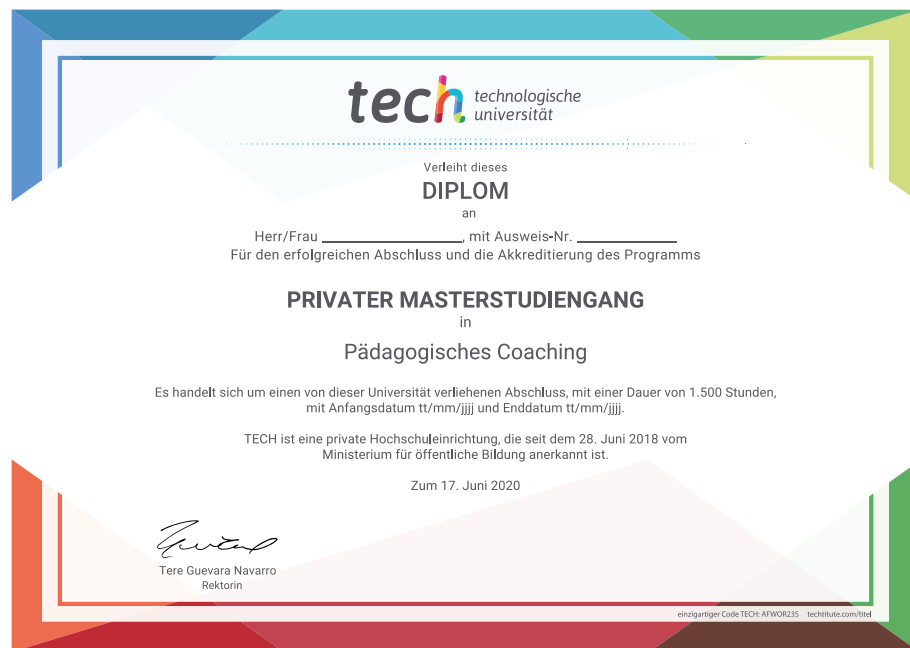 tech technologische
universität
Verleiht dieses
DIPLOM
an
Herr/Frau ____________________, mit Ausweis-Nr. ______________
Für den erfolgreichen Abschluss und die Akkreditierung des Programms
PRIVATER MASTERSTUDIENGANG
in
Pädagogisches Coaching
Es handelt sich um einen von dieser Universität verliehenen Abschluss, mit einer Dauer von 1.500 Stunden,
mit Anfangsdatum tt/mm/jjjj und Enddatum tt/mm/jjjj.
TECH ist eine private Hochschuleinrichtung, die seit dem 28. Juni 2018 vom
Ministerium für öffentliche Bildung anerkannt ist.
Zum 17. Juni 2020
Tere Guevara Navarro
Rektorin
einzigartiger Code TECH: AFWOR23S techtitute.com/titel